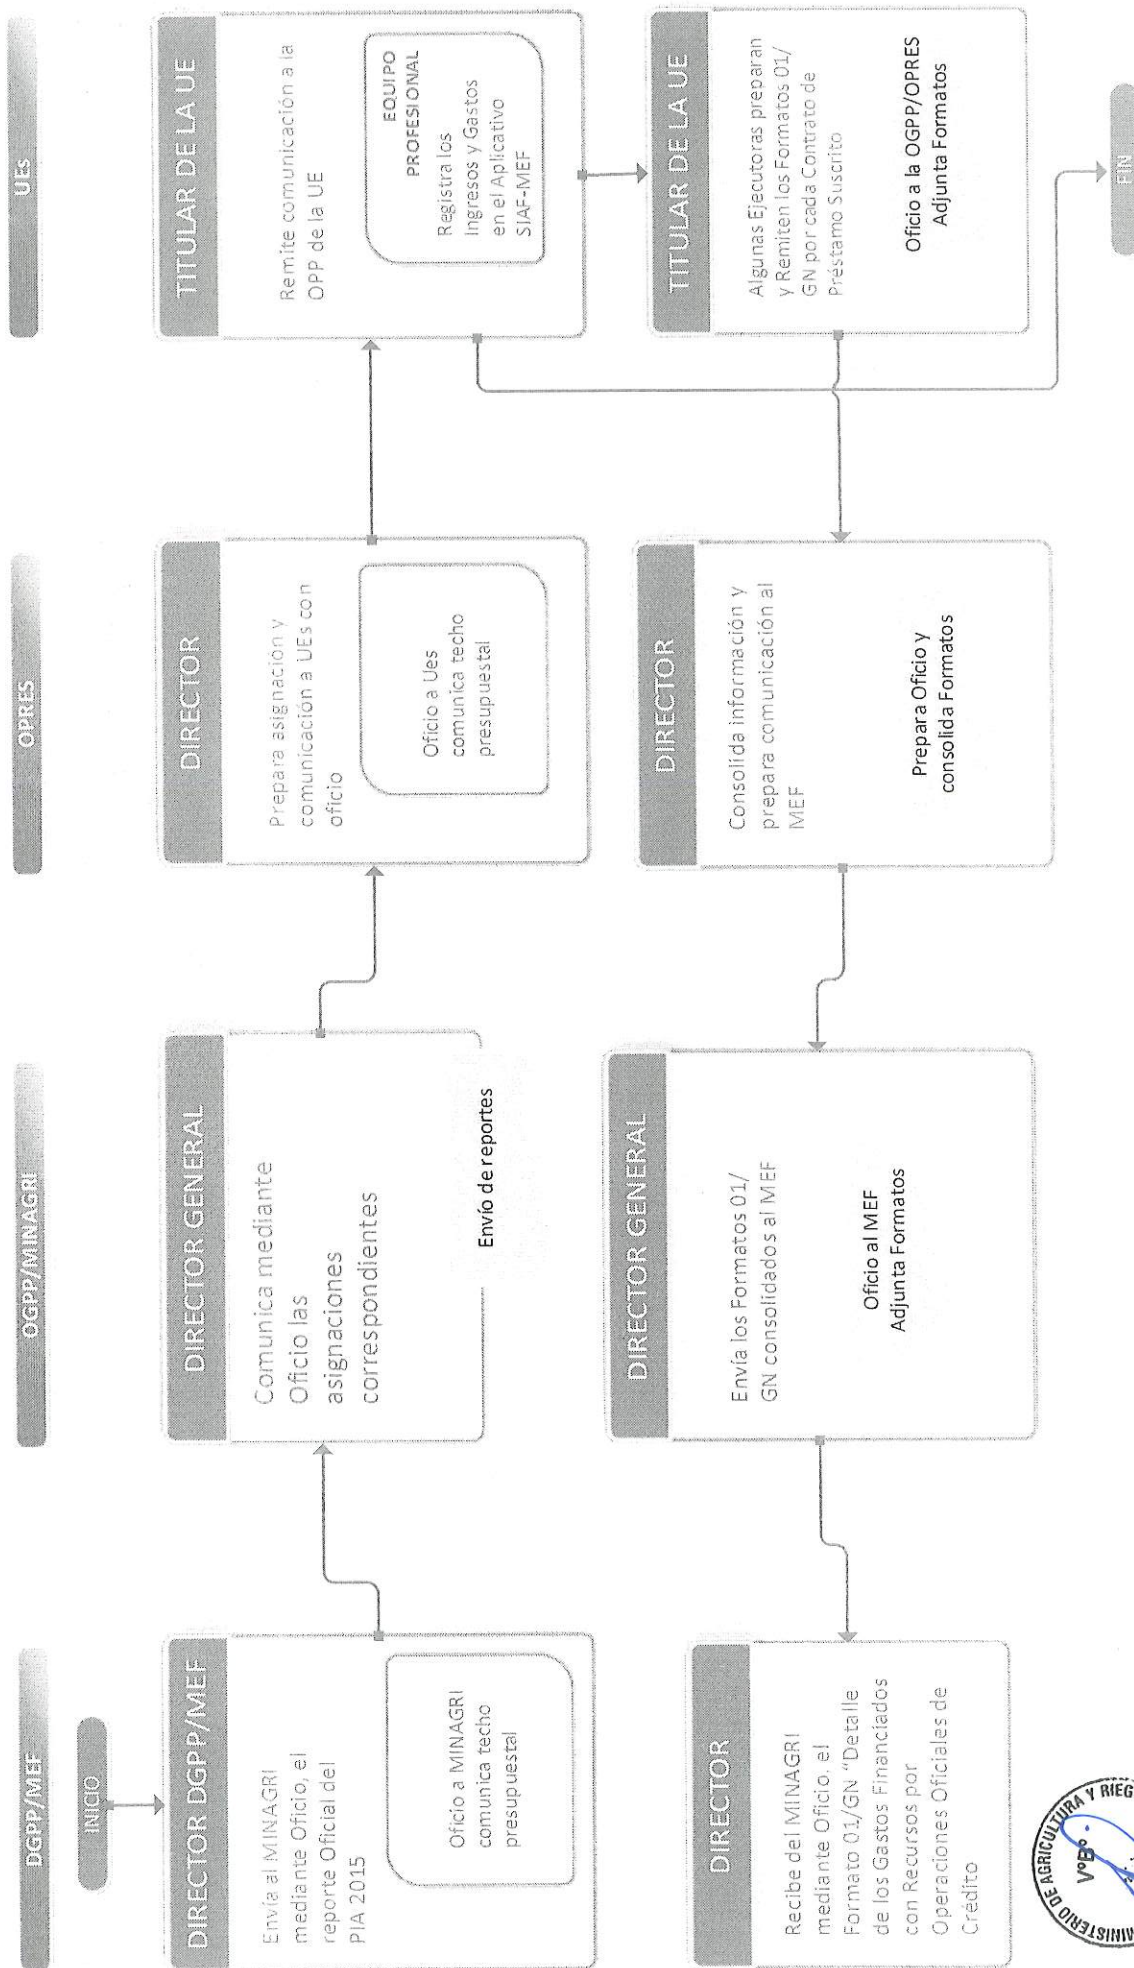 DGPP/MEF
OGPP/MINAGRI
OPRES
UEs
INICIO
DIRECTOR DGPP/MEF
Envía al MINAGRI
mediante Oficio, el
reporte Oficial del
PIA 2015
Oficio a MINAGRI
comunica techo
presupuestal
DIRECTOR GENERAL
Comunica mediante
Oficio las
asignaciones
correspondientes
Envío de reportes
DIRECTOR
Prepara asignación y
comunicación a UEs con
oficio
Oficio a Ues
comunica techo
presupuestal
TITULAR DE LA UE
Remite comunicación a la
OPP de la UE
EQUIPO
PROFESIONAL
Registra los
Ingresos y Gastos
en el Aplicativo
SIAF-MEF
DIRECTOR
Recibe del MINAGRI
mediante Oficio, el
Formato 01/GN "Detalle
de los Gastos Financiados
con Recursos por
Operaciones Oficiales de
Crédito
DIRECTOR GENERAL
Envía los Formatos 01/
GN consolidados al MEF
Oficio al MEF
Adjunta Formatos
DIRECTOR
Consolida información y
prepara comunicación al
MEF
Prepara Oficio y
consolida Formatos
TITULAR DE LA UE
Algunas Ejecutoras preparan
y Remiten los Formatos 01/
GN por cada Contrato de
Préstamo Suscrito
Oficio a la OGPP/OPRES
Adjunta Formatos
FIN
MINISTERIO DE AGRICULTURA Y RIEG
VºBº